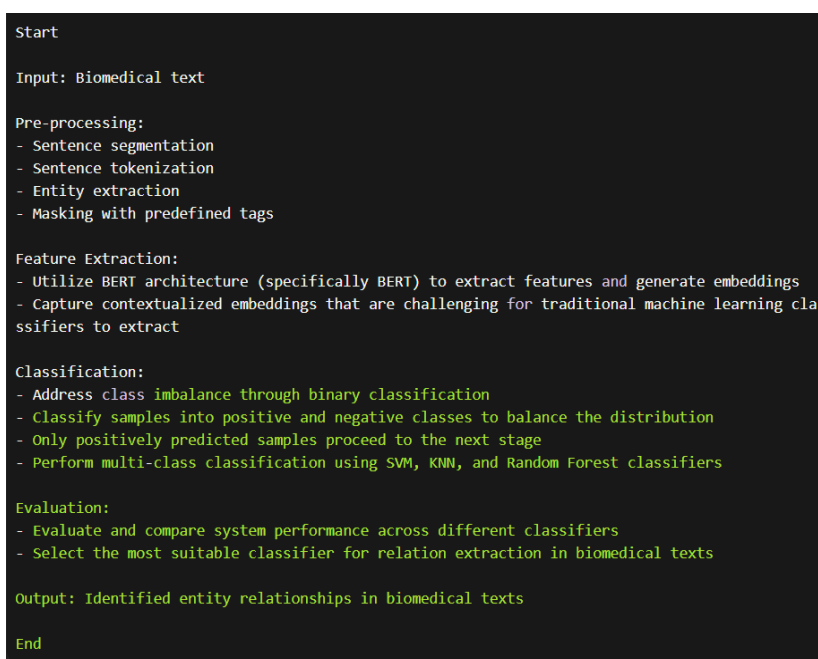 Start
Input: Biomedical text
Pre-processing:
- Sentence segmentation
- Sentence tokenization
- Entity extraction
- Masking with predefined tags
Feature Extraction:
- Utilize BERT architecture (specifically BERT) to extract features and generate embeddings
- Capture contextualized embeddings that are challenging for traditional machine learning cla
ssifiers to extract
Classification:
- Address class imbalance through binary classification
- Classify samples into positive and negative classes to balance the distribution
- Only positively predicted samples proceed to the next stage
- Perform multi-class classification using SVM, KNN, and Random Forest classifiers
Evaluation:
- Evaluate and compare system performance across different classifiers
- Select the most suitable classifier for relation extraction in biomedical texts
Output: Identified entity relationships in biomedical texts
End